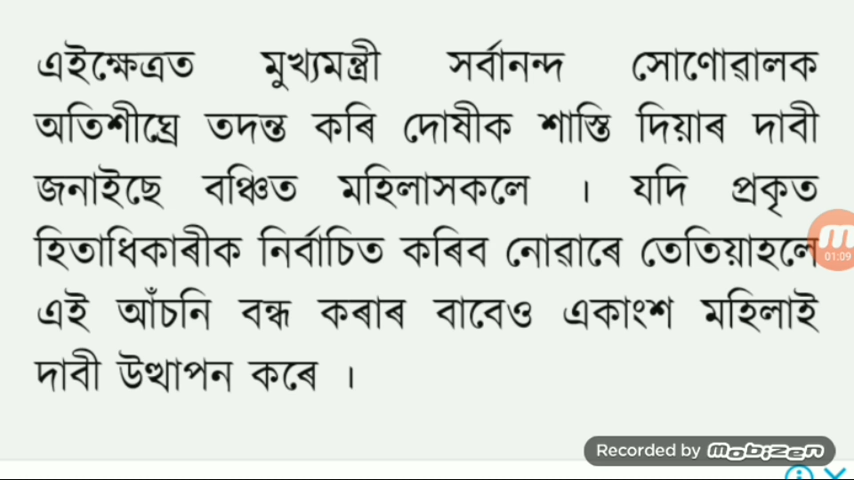 এইক্ষেত্ৰত মুখ্যমন্ত্ৰী সৰ্বানন্দ সোণোৱালক
অতিশীঘ্ৰে তদন্ত কৰি দোষীক শাস্তি দিয়াৰ দাবী
জনাইছে বঞ্চিত মহিলাসকলে । যদি প্ৰকৃত
হিতাধিকাৰীক নিৰ্বাচিত কৰিব নোৱাৰে তেতিয়াহলে
এই আঁচনি বন্ধ কৰাৰ বাবেও একাংশ মহিলাই
দাবী উত্থাপন কৰে ।
01:09
Recorded by mobizen